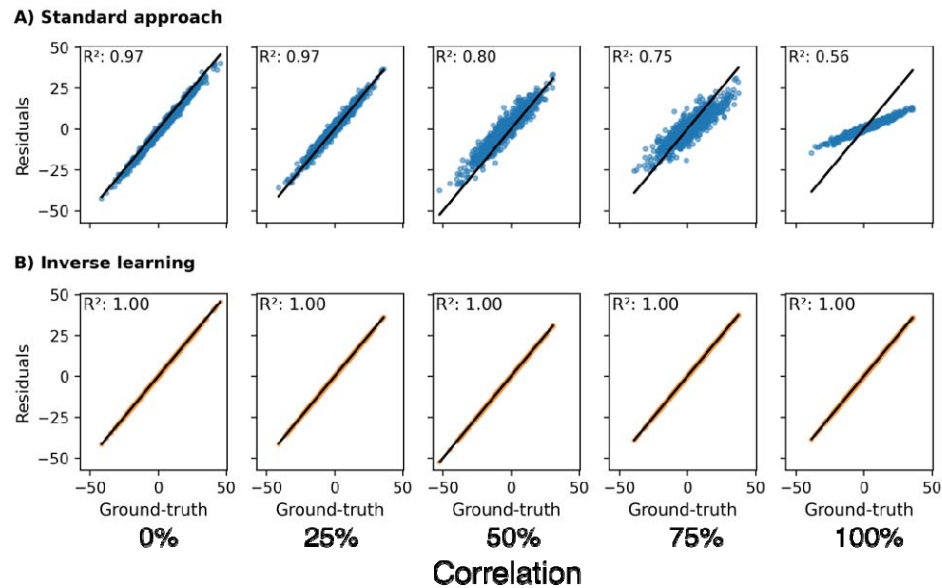 A) Standard approach
50
25
0
−25
−50
Residuals
R²: 0.97
R²: 0.97
R²: 0.80
R²: 0.75
R²: 0.56
B) Inverse learning
50
25
0
−25
−50
Residuals
R²: 1.00
R²: 1.00
R²: 1.00
R²: 1.00
R²: 1.00
−50 0 50
−50 0 50
−50 0 50
−50 0 50
−50 0 50
Ground-truth
Ground-truth
Ground-truth
Ground-truth
Ground-truth
0%
25%
50%
75%
100%
Correlation